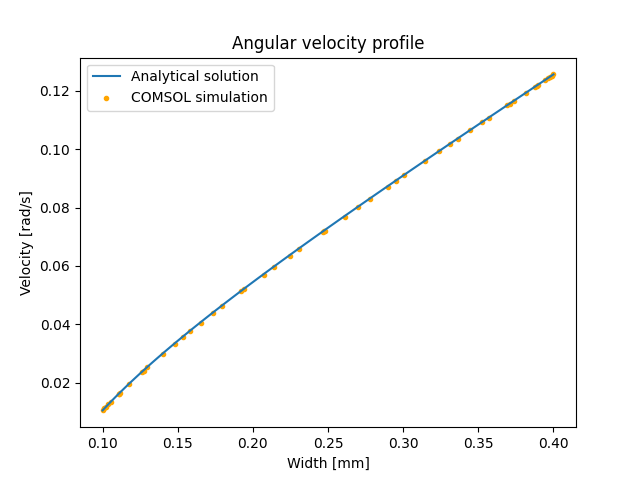 Angular velocity profile
Analytical solution
COMSOL simulation
Velocity [rad/s]
0.12
0.10
0.08
0.06
0.04
0.02
0.10 0.15 0.20 0.25 0.30 0.35 0.40
Width [mm]